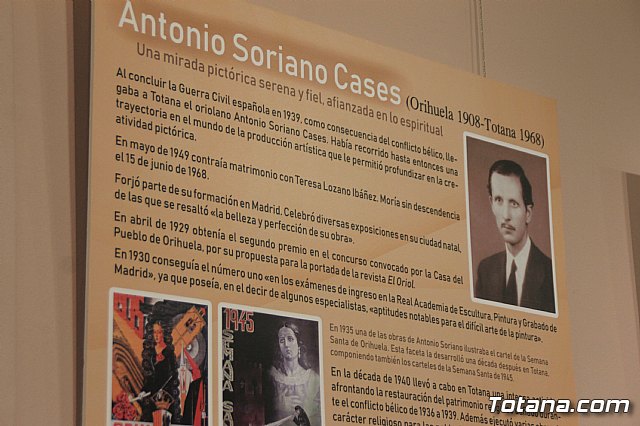 Antonio Soriano Cases (Orihuela 1908-Totana 1968)
Una mirada pictórica serena y fiel, afianzada en lo espiritual
Al concluir la Guerra Civil española en 1939, como consecuencia del conflicto bélico, lle-
gaba a Totana el oriolano Antonio Soriano Cases. Había recorrido hasta entonces una
trayectoria en el mundo de la producción artística que le permitió profundizar en la cre-
atividad pictórica.
En mayo de 1949 contraía matrimonio con Teresa Lozano Ibáñez. Moría sin descendencia
el 15 de junio de 1968.
Forjó parte de su formación en Madrid. Celebró diversas exposiciones en su ciudad natal,
de las que se resaltó «la belleza y perfección de su obra».
En abril de 1929 obtenía el segundo premio en el concurso convocado por la Casa del
Pueblo de Orihuela, por su propuesta para la portada de la revista El Oriol.
En 1930 conseguía el número uno «en los exámenes de ingreso en la Real Academia de Escultura, Pintura y Grabado de
Madrid», ya que poseía, en el decir de algunos especialistas, «aptitudes notables para el difícil arte de la pintura».
1945
SEMANA SA
En 1935 una de las obras de Antonio Soriano ilustraba el cartel de la Semana
Santa de Orihuela. Esta faceta la desarrolló una década después en Totana,
componiendo también los carteles de la Semana Santa de 1945.
En la década de 1940 llevó a cabo en Totana una
afrontando la restauración del patrimonio
te el conflicto bélico de 1936 a 1939. Además ejecutó
carácter religioso para
Totana.com